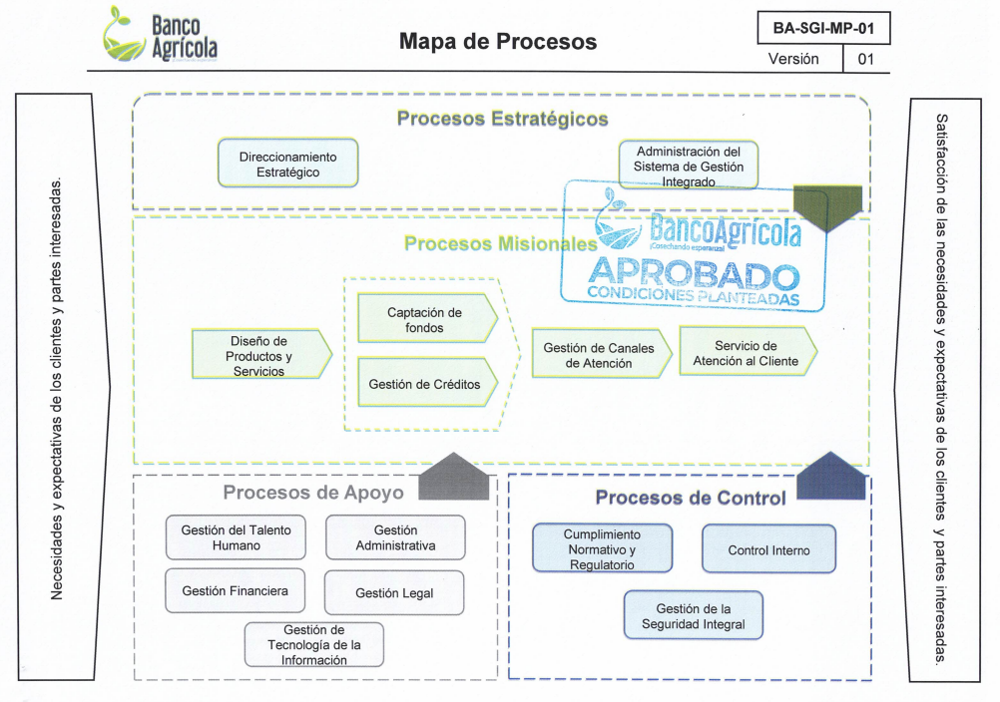 Banco
Agrícola
Mapa de Procesos
BA-SGI-MP-01
Versión 01
Necesidades y expectativas de los clientes y partes interesadas.
Procesos Estratégicos
Direccionamiento
Estratégico
Administración del
Sistema de Gestión
Integrado
BancoAgrícola
¡Cosechando esperanza!
APROBADO
CONDICIONES PLANTEADAS
Procesos Misionales
Diseño de
Productos y
Servicios
Captación de
fondos
Gestión de Créditos
Gestión de Canales
de Atención
Servicio de
Atención al Cliente
Procesos de Apoyo
Gestión del Talento
Humano
Gestión
Administrativa
Gestión Financiera
Gestión Legal
Gestión de
Tecnología de la
Información
Procesos de Control
Cumplimiento
Normativo y
Regulatorio
Control Interno
Gestión de la
Seguridad Integral
Satisfacción de las necesidades y expectativas de los clientes y partes interesadas.